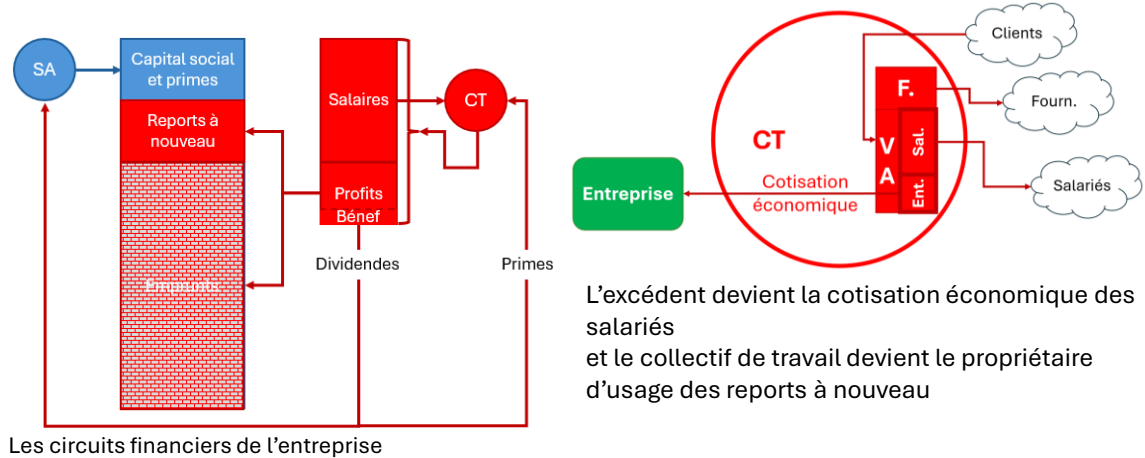 SA
Capital social
et primes
Reports à
nouveau
Emprunts
Salaires
Profits
Bénef
CT
Dividendes
Primes
Les circuits financiers de l'entreprise
Clients
F.
Fourn.
CT
V
A
Sal.
Ent.
Salariés
Entreprise
Cotisation
économique
L'excédent devient la cotisation économique des
salariés
et le collectif de travail devient le propriétaire
d'usage des reports à nouveau